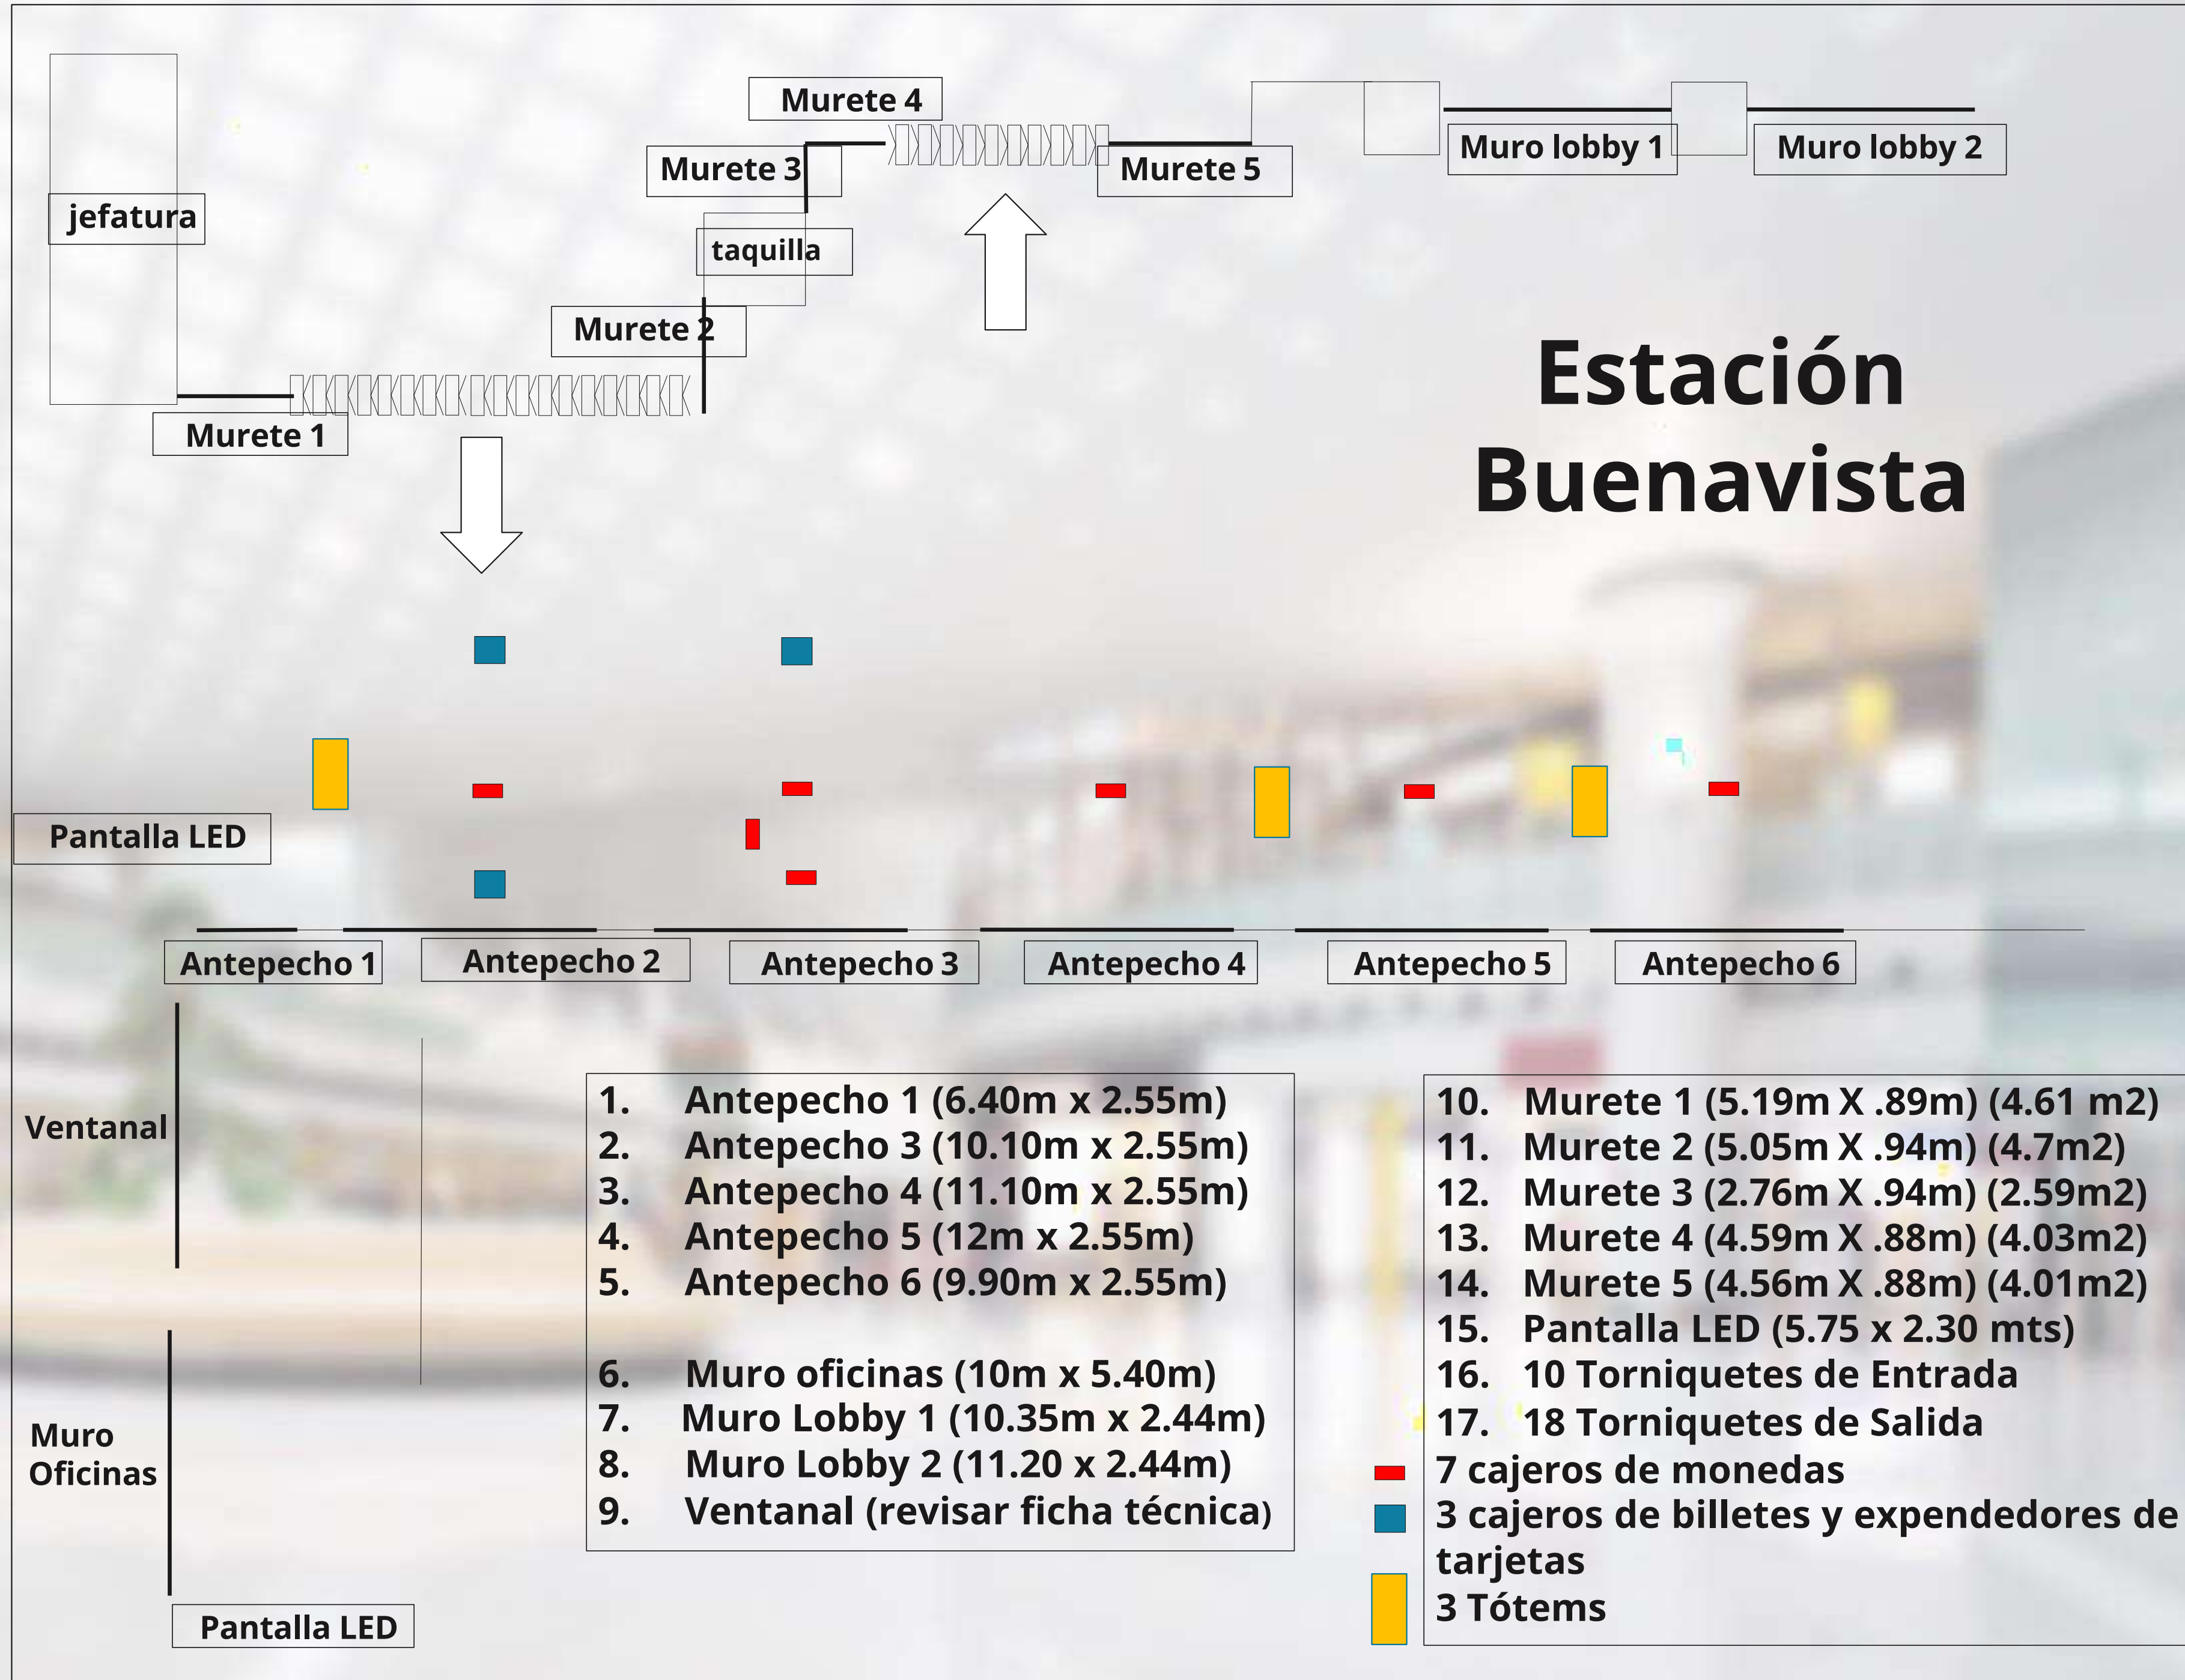 Murete 4
Murete 3
Murete 5
Muro lobby 1
Muro lobby 2
jefatura
taquilla
Murete 2
Murete 1
Estación
Buenavista
Pantalla LED
Antepecho 1
Antepecho 2
Antepecho 3
Antepecho 4
Antepecho 5
Antepecho 6
Ventanal
Muro
Oficinas
Pantalla LED
1. Antepecho 1 (6.40m x 2.55m)
2. Antepecho 3 (10.10m x 2.55m)
3. Antepecho 4 (11.10m x 2.55m)
4. Antepecho 5 (12m x 2.55m)
5. Antepecho 6 (9.90m x 2.55m)
6. Muro oficinas (10m x 5.40m)
7. Muro Lobby 1 (10.35m x 2.44m)
8. Muro Lobby 2 (11.20 x 2.44m)
9. Ventanal (revisar ficha técnica)
10. Murete 1 (5.19m X .89m) (4.61 m2)
11. Murete 2 (5.05m X .94m) (4.7m2)
12. Murete 3 (2.76m X .94m) (2.59m2)
13. Murete 4 (4.59m X .88m) (4.03m2)
14. Murete 5 (4.56m X .88m) (4.01m2)
15. Pantalla LED (5.75 x 2.30 mts)
16. 10 Torniquetes de Entrada
17. 18 Torniquetes de Salida
7 cajeros de monedas
3 cajeros de billetes y expendedores de
tarjetas
3 Tótems